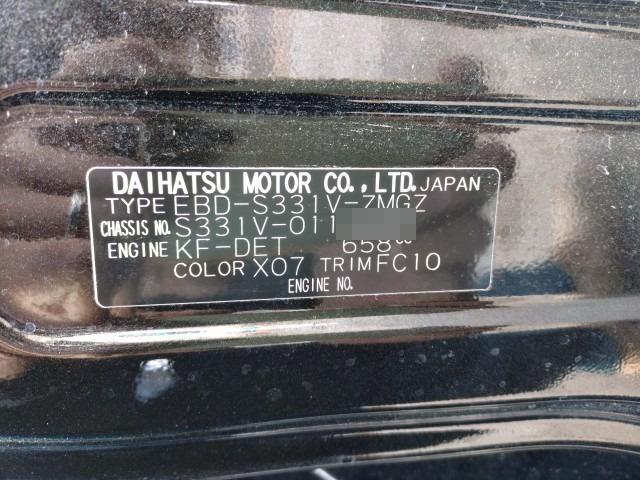 DAIHATSU MOTOR CO., LTD. JAPAN
TYPE EBD-S331V-ZMGZ
CHASSIS NO. S331V-011
ENGINE KF-DET 658cc
COLOR X07 TRIM FC10
ENGINE NO.